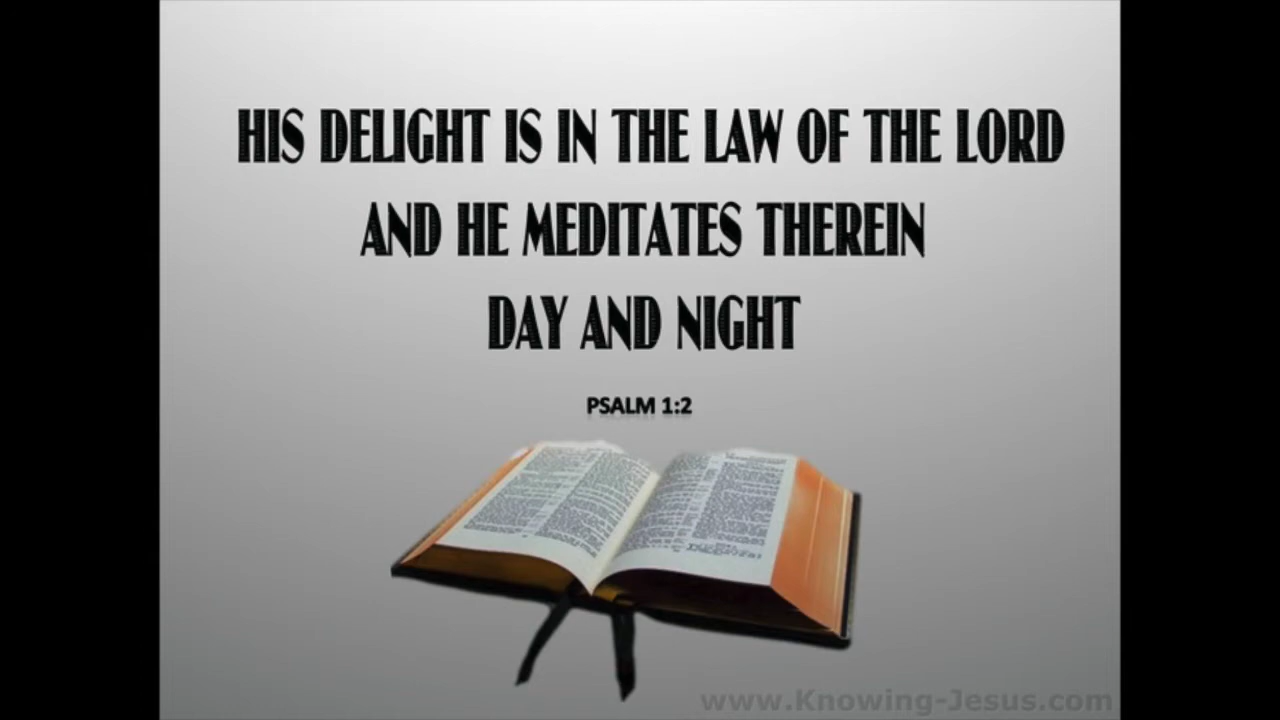 HIS DELIGHT IS IN THE LAW OF THE LORD
AND HE MEDITATES THEREIN
DAY AND NIGHT
PSALM 1:2
www.Knowing-Jesus.com